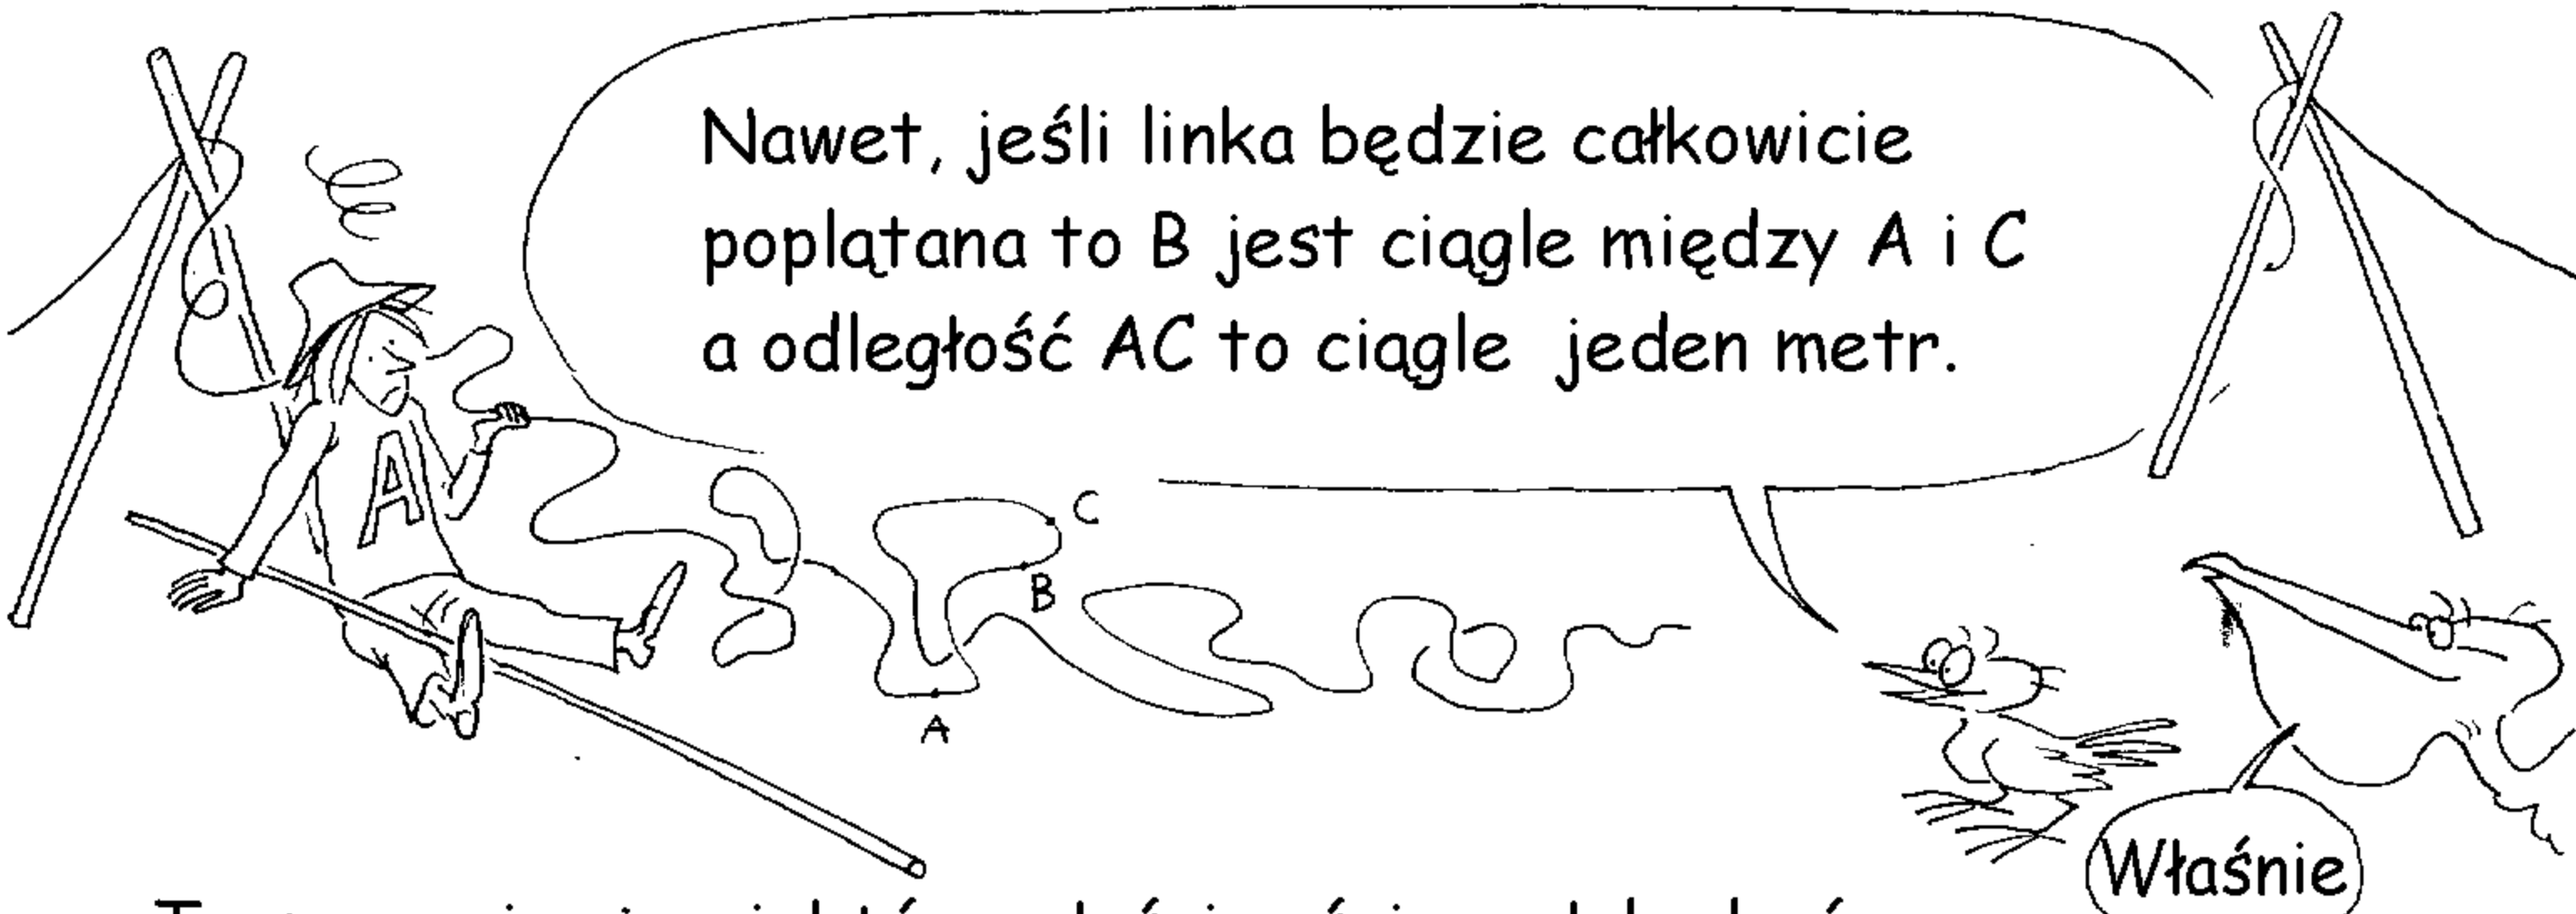 Nawet, jeśli linka będzie całkowicie
poplątana to B jest ciągle między A i C
a odległość AC to ciągle jeden metr.
A
C
B
A
Właśnie